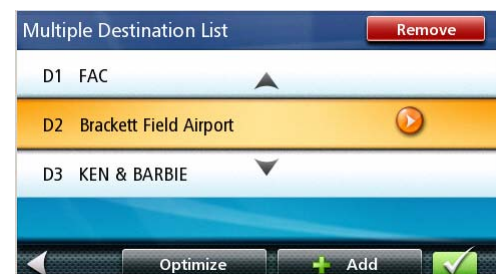 Multiple Destination List Remove
D1 FAC
D2 Brackett Field Airport
D3 KEN & BARBIE
Optimize Add